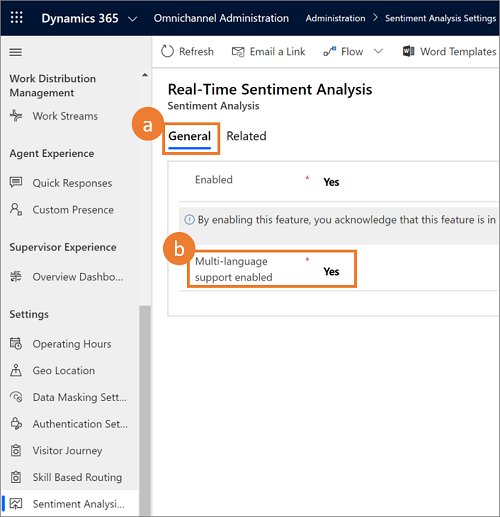 Dynamics 365
Omnichannel Administration
Administration > Sentiment Analysis Settings
Refresh
Email a Link
Flow
Word Templates
Work Distribution
Management
Work Streams
Agent Experience
Quick Responses
Custom Presence
Supervisor Experience
Overview Dashbo...
Settings
Operating Hours
Geo Location
Data Masking Sett...
Authentication Set...
Visitor Journey
Skill Based Routing
Sentiment Analysi...
Real-Time Sentiment Analysis
Sentiment Analysis
a
General
Related
Enabled * Yes
By enabling this feature, you acknowledge that this feature is in
b
Multi-language
support enabled
* Yes